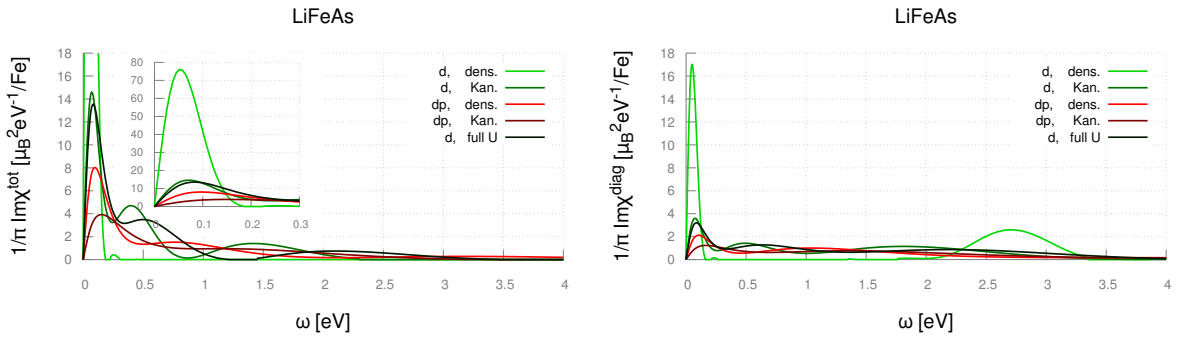 LiFeAs
1/π Imχ^tot [μ_B^2eV^-1/Fe]
18
16
14
12
10
8
6
4
2
0
0 0.5 1 1.5 2 2.5 3 3.5 4
ω [eV]
80
70
60
50
40
30
20
10
0
0 0.1 0.2 0.3
d, dens.
d, Kan.
dp, dens.
dp, Kan.
d, full U
LiFeAs
1/π Imχ^diag [μ_B^2eV^-1/Fe]
18
16
14
12
10
8
6
4
2
0
0 0.5 1 1.5 2 2.5 3 3.5 4
ω [eV]
d, dens.
d, Kan.
dp, dens.
dp, Kan.
d, full U